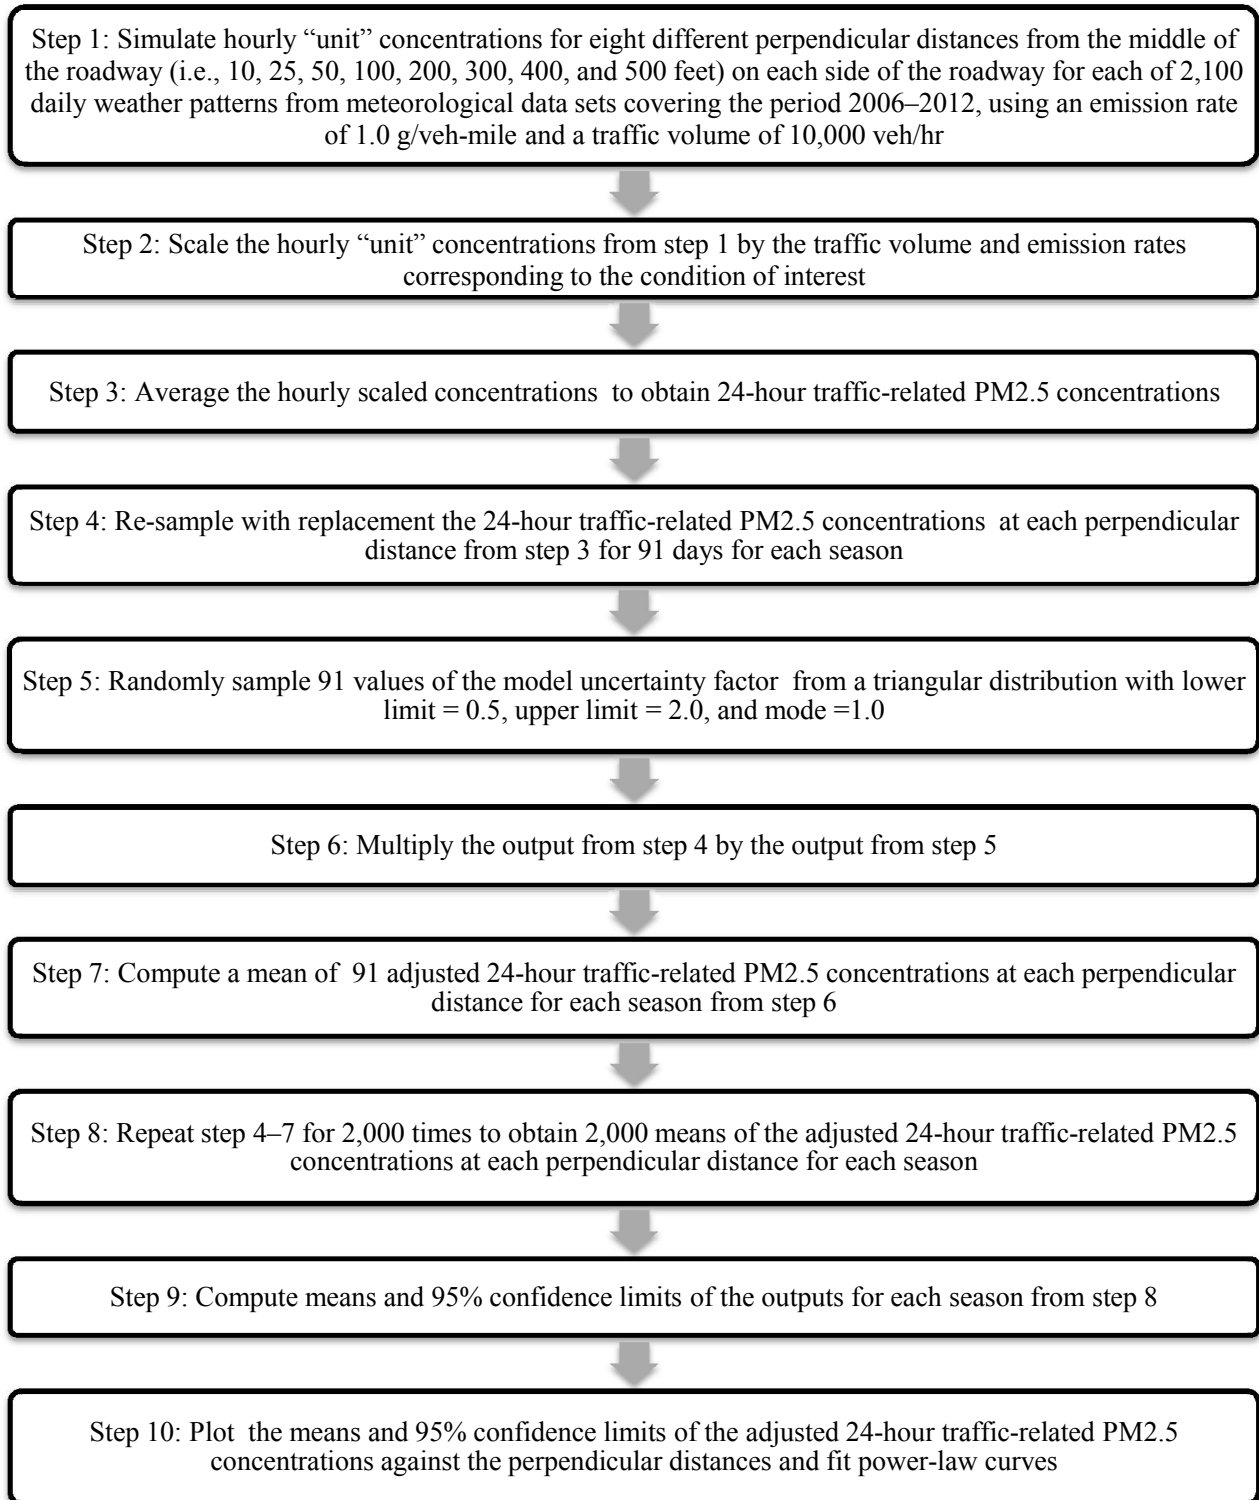 Step 1: Simulate hourly “unit” concentrations for eight different perpendicular distances from the middle of
the roadway (i.e., 10, 25, 50, 100, 200, 300, 400, and 500 feet) on each side of the roadway for each of 2,100
daily weather patterns from meteorological data sets covering the period 2006–2012, using an emission rate
of 1.0 g/veh-mile and a traffic volume of 10,000 veh/hr
Step 2: Scale the hourly “unit” concentrations from step 1 by the traffic volume and emission rates
corresponding to the condition of interest
Step 3: Average the hourly scaled concentrations to obtain 24-hour traffic-related PM2.5 concentrations
Step 4: Re-sample with replacement the 24-hour traffic-related PM2.5 concentrations at each perpendicular
distance from step 3 for 91 days for each season
Step 5: Randomly sample 91 values of the model uncertainty factor from a triangular distribution with lower
limit = 0.5, upper limit = 2.0, and mode =1.0
Step 6: Multiply the output from step 4 by the output from step 5
Step 7: Compute a mean of 91 adjusted 24-hour traffic-related PM2.5 concentrations at each perpendicular
distance for each season from step 6
Step 8: Repeat step 4–7 for 2,000 times to obtain 2,000 means of the adjusted 24-hour traffic-related PM2.5
concentrations at each perpendicular distance for each season
Step 9: Compute means and 95% confidence limits of the outputs for each season from step 8
Step 10: Plot the means and 95% confidence limits of the adjusted 24-hour traffic-related PM2.5
concentrations against the perpendicular distances and fit power-law curves